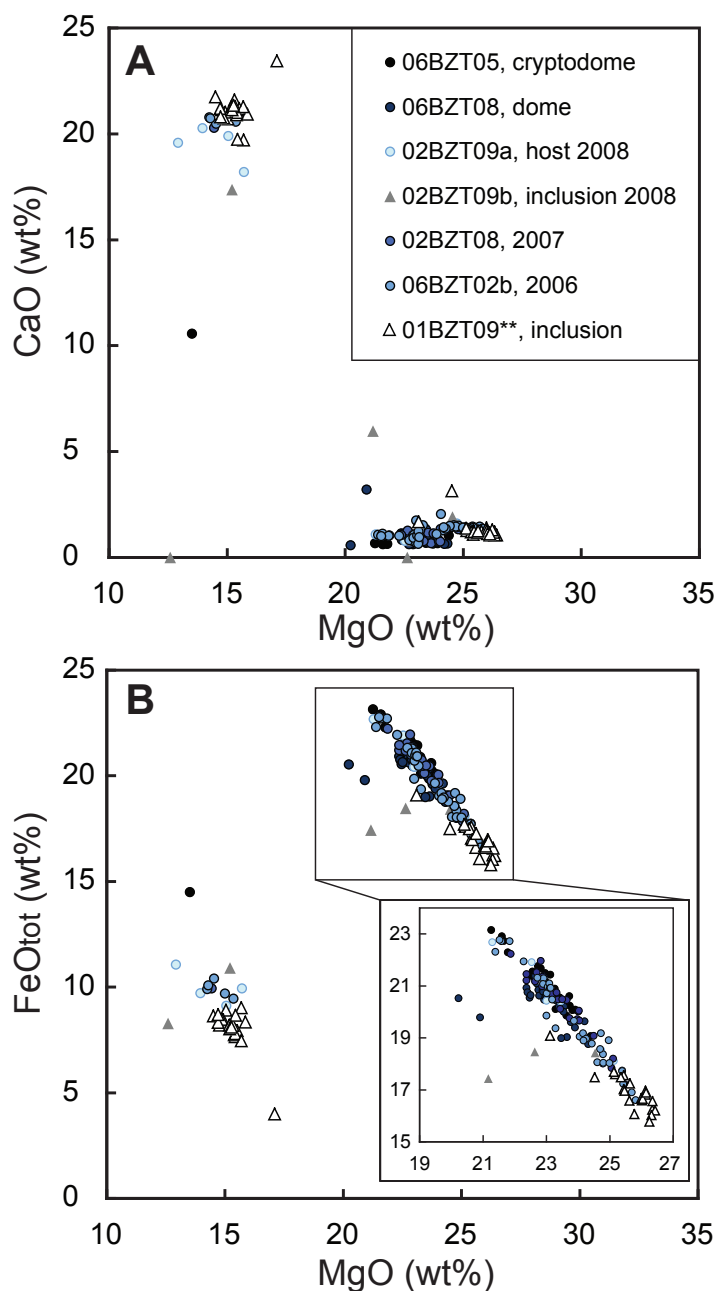 A
06BZT05, cryptodome
06BZT08, dome
02BZT09a, host 2008
02BZT09b, inclusion 2008
02BZT08, 2007
06BZT02b, 2006
01BZT09**, inclusion
25
20
15
10
5
0
CaO (wt%)
10 15 20 25 30 35
MgO (wt%)
B
25
20
15
10
5
0
FeOtot (wt%)
23
21
19
17
15
19 21 23 25 27
10 15 20 25 30 35
MgO (wt%)